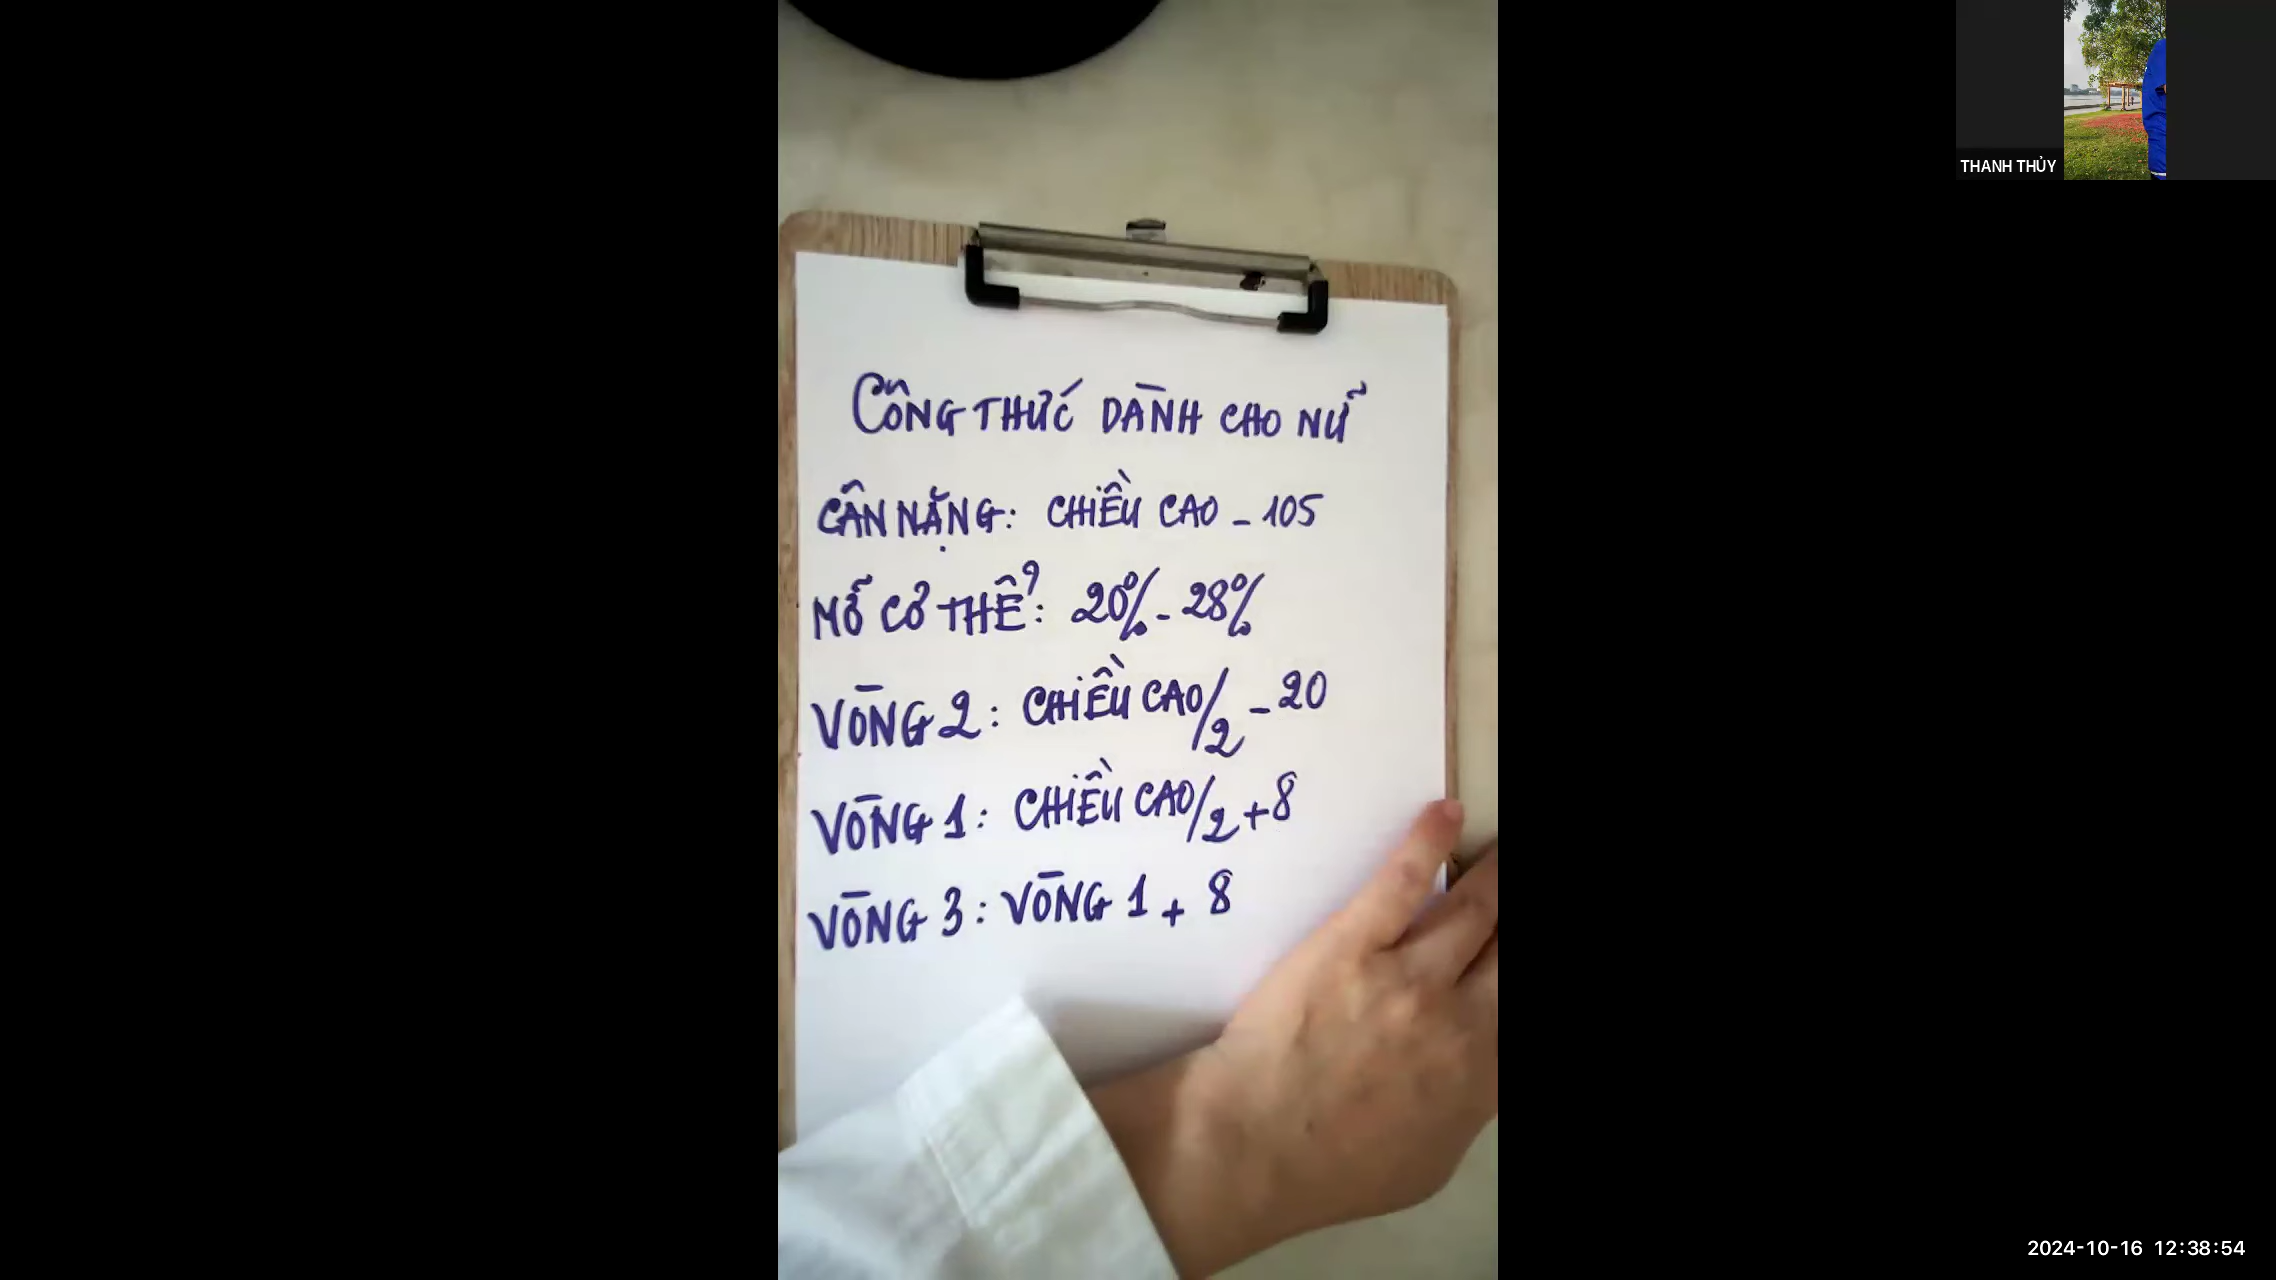 THANH THỦY
CÔNG THỨC DÀNH CHO NỮ
CÂN NẶNG: CHIỀU CAO - 105
MỠ CƠ THỂ: 20% - 28%
VÒNG 2: CHIỀU CAO/2 - 20
VÒNG 1: CHIỀU CAO/2 + 8
VÒNG 3: VÒNG 1 + 8
2024-10-16 12:38:54